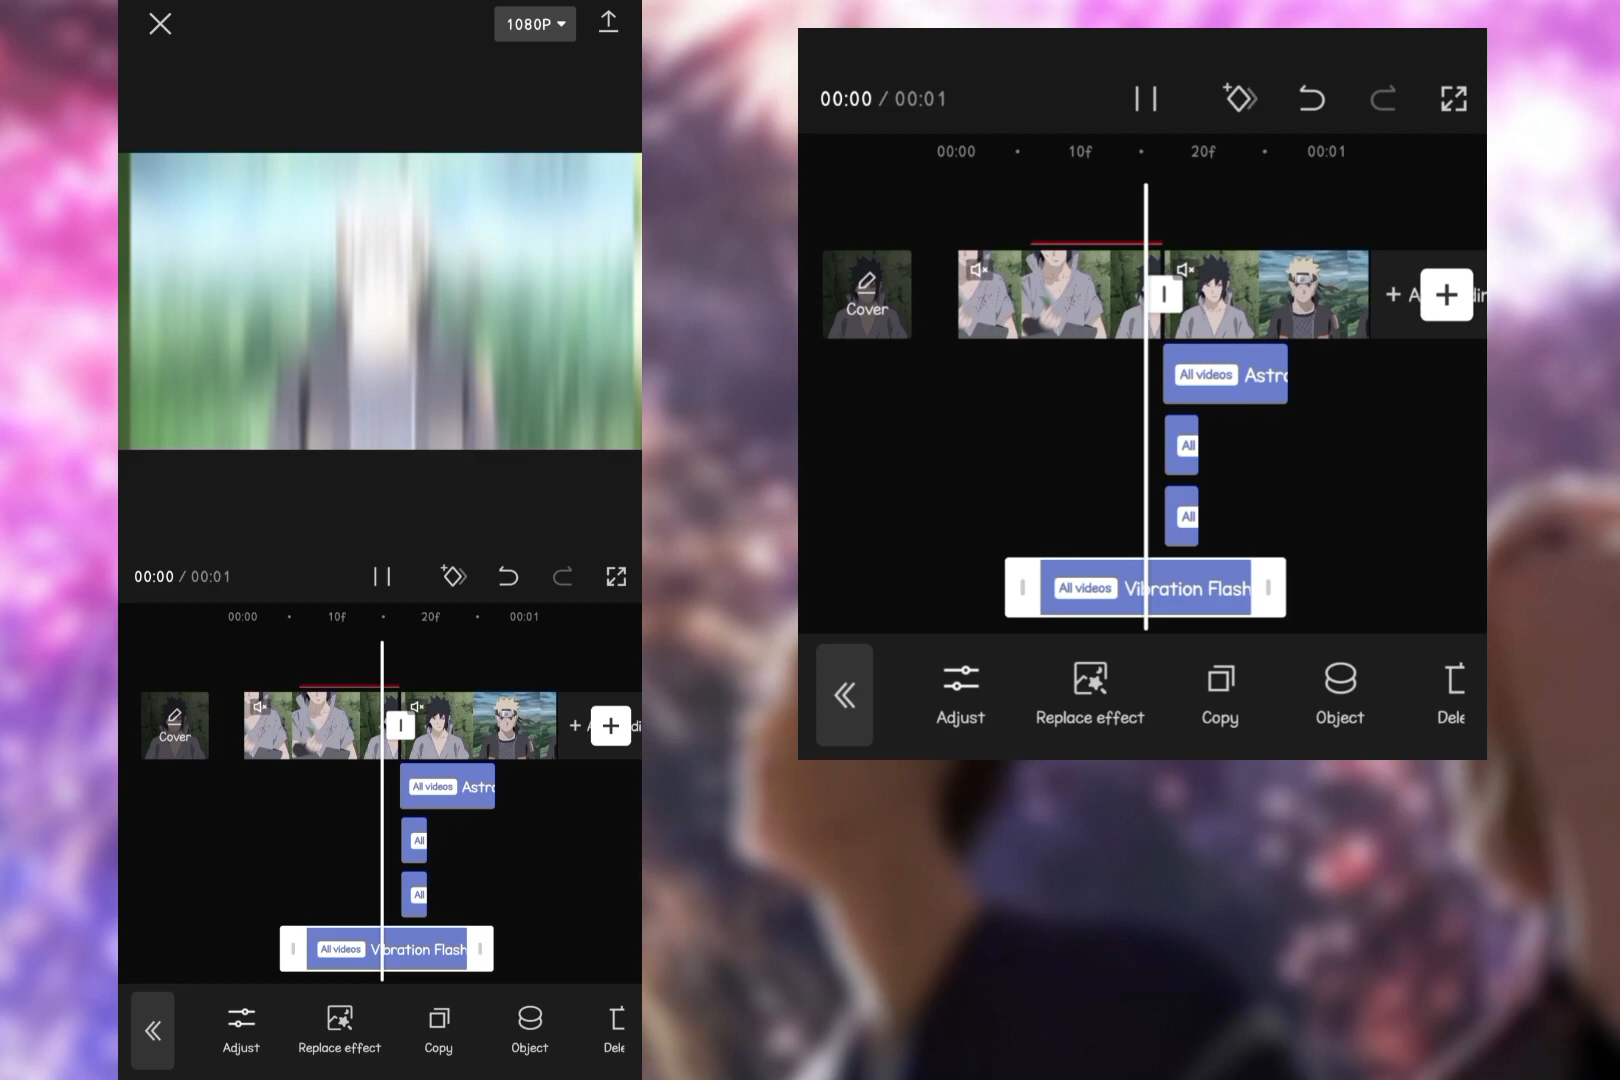 1080P
00:00 / 00:01
00:00 10f 20f 00:01
Cover
+
All videos Astr
All
All
All videos Vibration Flash
Adjust Replace effect Copy Object Dele
00:00 / 00:01
00:00 10f 20f 00:01
Cover
+ A
+
All videos Astr
All
All
All videos Vibration Flash
Adjust Replace effect Copy Object Dele